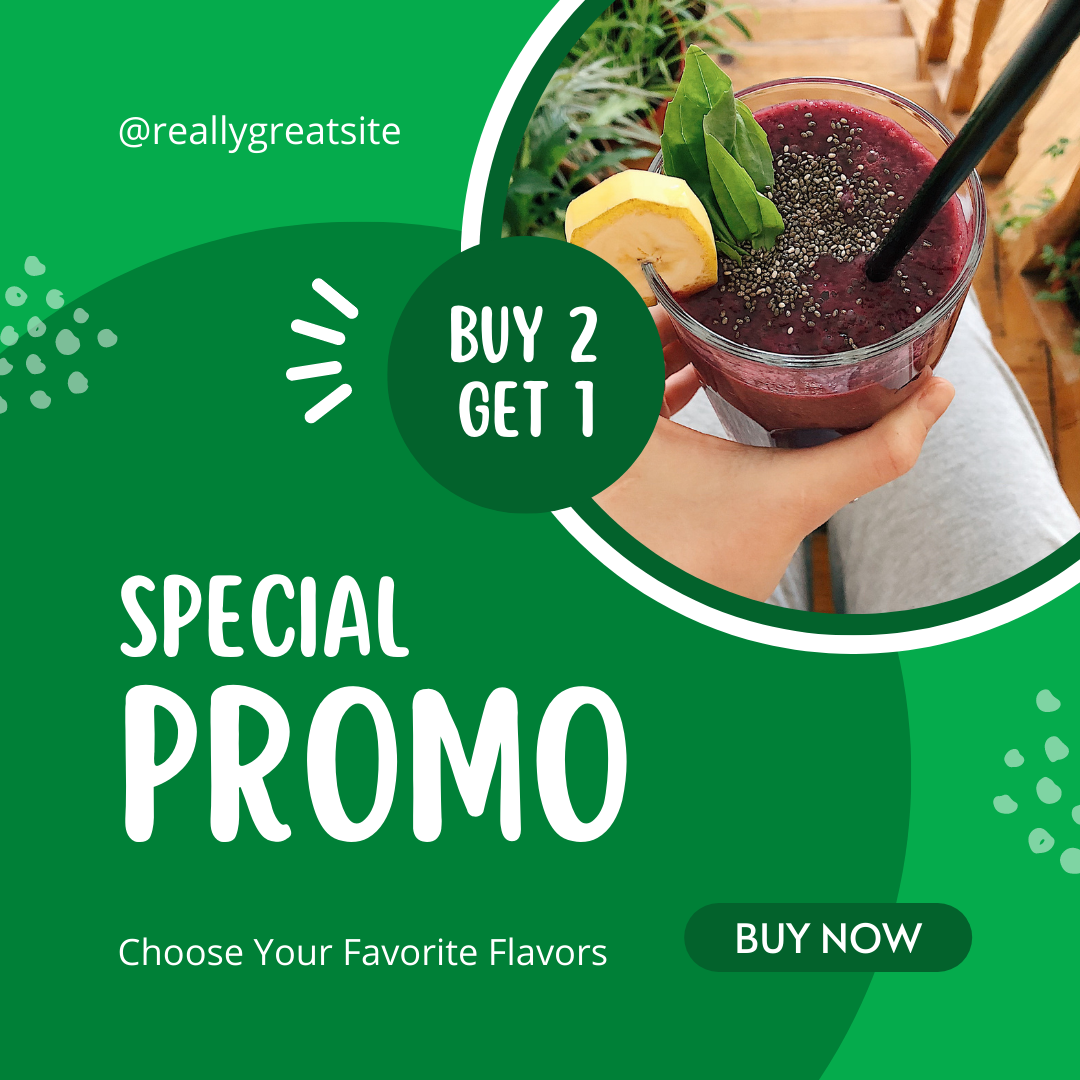 @reallygreatsite
BUY 2
GET 1
SPECIAL
PROMO
Choose Your Favorite Flavors
BUY NOW